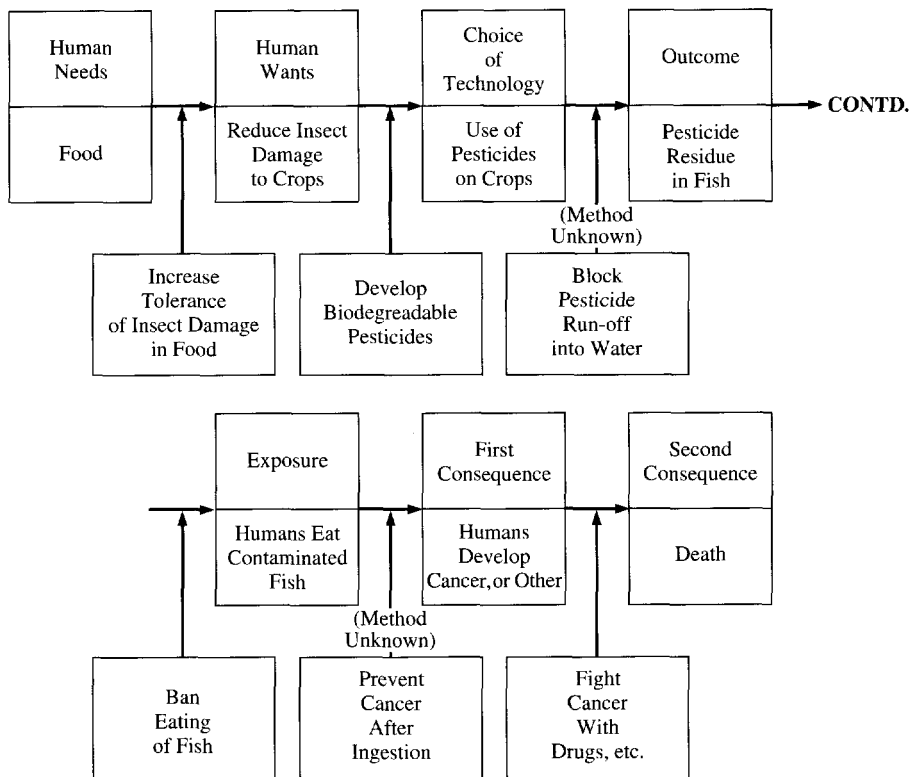 Human
Needs
Food
Human
Wants
Reduce Insect
Damage
to Crops
Choice
of
Technology
Use of
Pesticides
on Crops
Outcome
Pesticide
Residue
in Fish
CONTD.
Increase
Tolerance
of Insect Damage
in Food
Develop
Biodegreadable
Pesticides
(Method
Unknown)
Block
Pesticide
Run-off
into Water
Exposure
Humans Eat
Contaminated
Fish
First
Consequence
Humans
Develop
Cancer, or Other
Second
Consequence
Death
Ban
Eating
of Fish
(Method
Unknown)
Prevent
Cancer
After
Ingestion
Fight
Cancer
With
Drugs, etc.